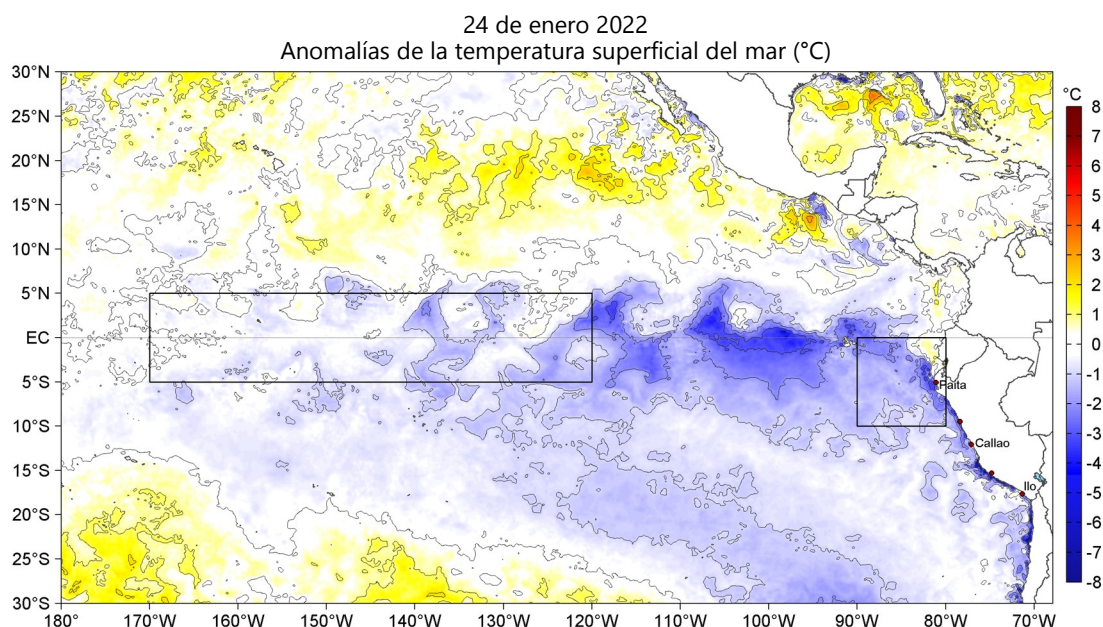 24 de enero 2022
Anomalías de la temperatura superficial del mar (°C)
30°N
25°N
20°N
15°N
10°N
5°N
EC
5°S
10°S
15°S
20°S
25°S
30°S
180
170°W
160°W
150°W
140°W
130°W
120°W
110°W
100°W
90°W
80°W
70°W
Paita
Callao
Ilo
°C
8
7
6
5
4
3
2
1
0
-1
-2
-3
-4
-5
-6
-7
-8